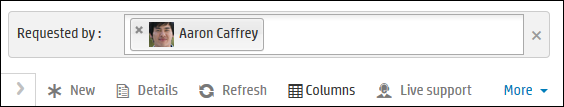 Requested by : Aaron Caffrey
New Details Refresh Columns Live support More